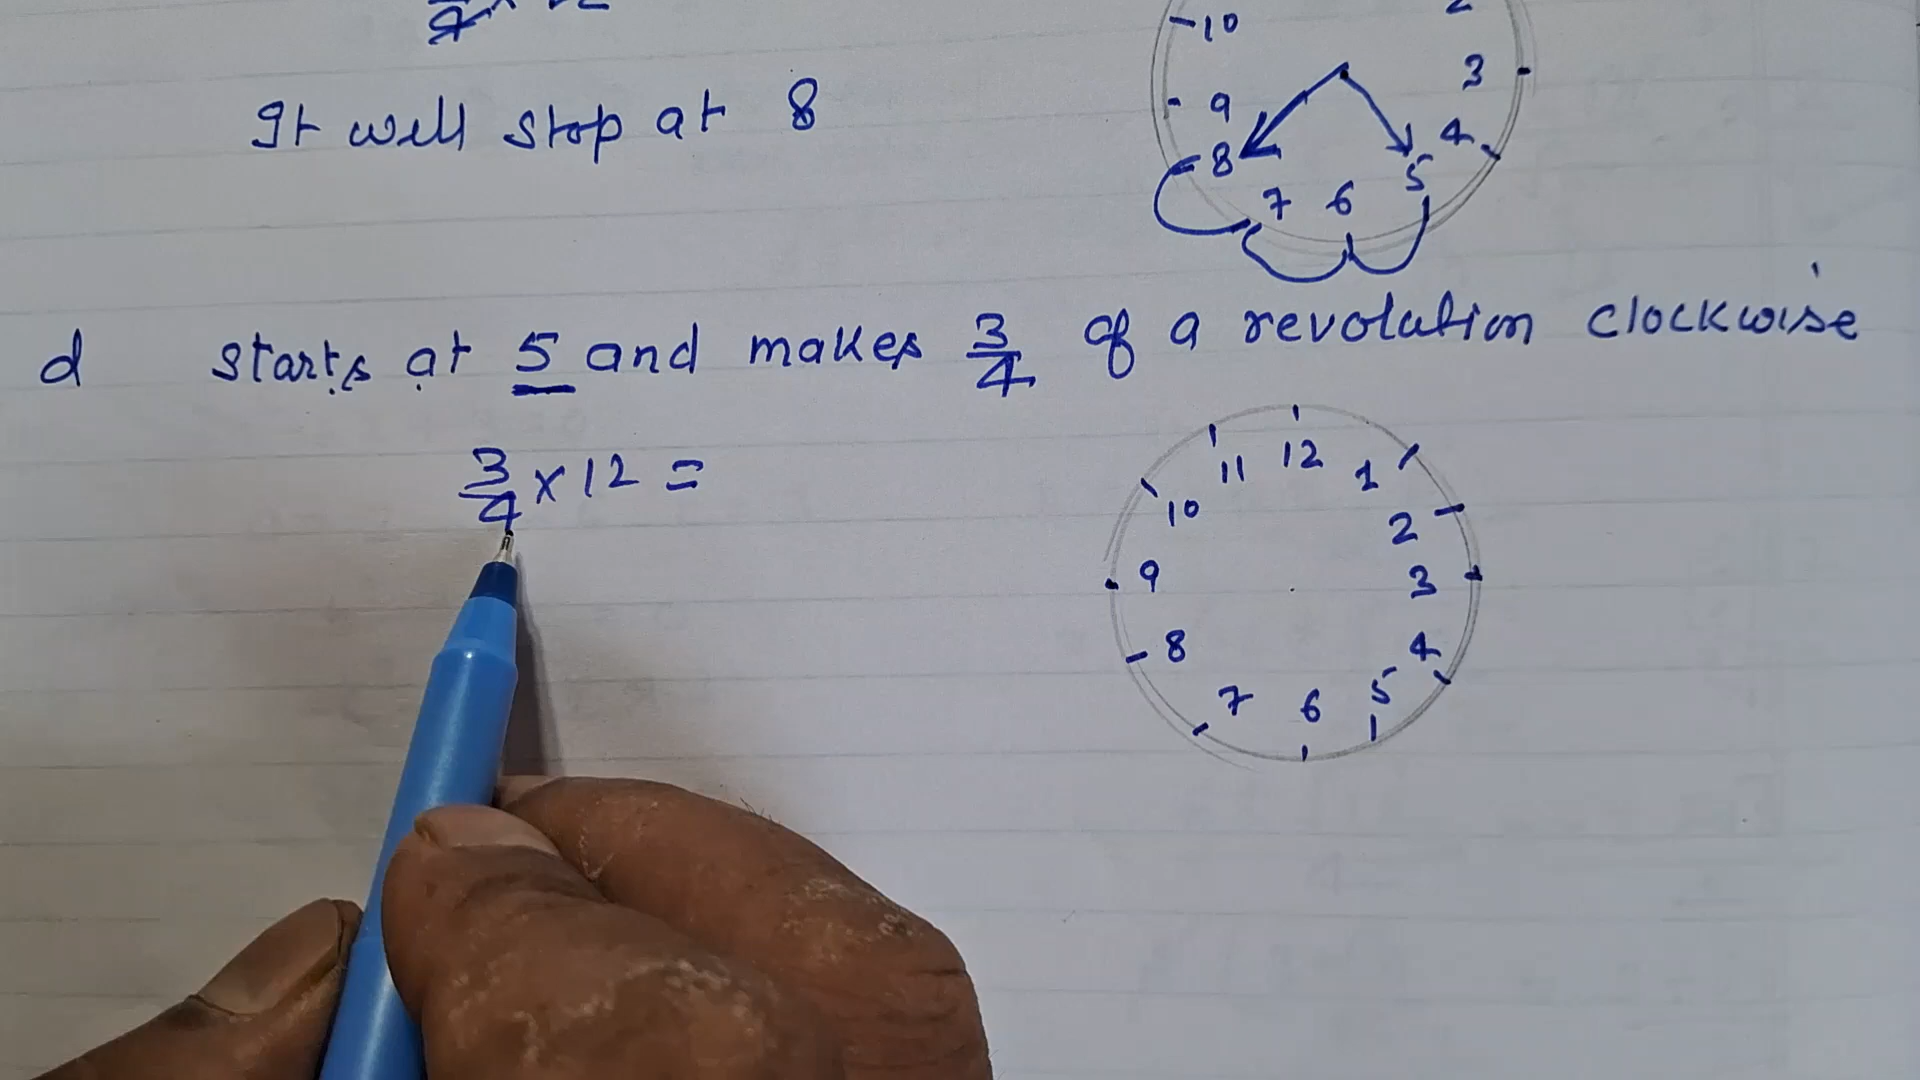 It will stop at 8
10
2
3
9
4
8
5
7 6
d starts at 5 and makes 3/4 of a revolution clockwise
3/4 × 12 =
11 12 1
10 2
9 3
8 4
7 6 5